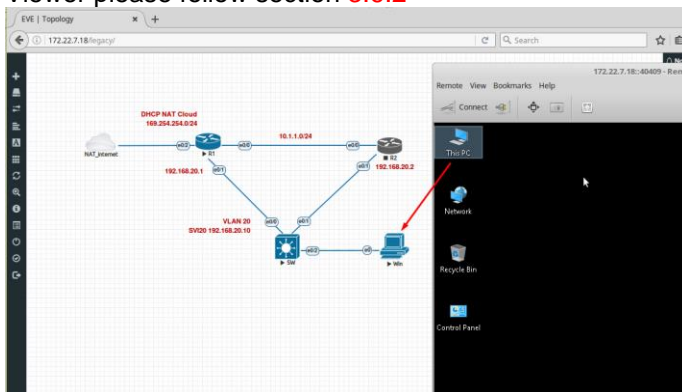 Viewer please follow section
EVE | Topology
172.22.7.18/legacy/
Search
172.22.7.18::40409 - Rem
Remote View Bookmarks Help
Connect
DHCP NAT Cloud
169.254.254.0/24
10.1.1.0/24
NAT_internet
e0/2
R1
e0/0
e0/0
R2
192.168.20.1
e0/1
e0/1
192.168.20.2
VLAN 20
SVI20 192.168.20.10
e0/0
e0/1
SW
e0/2
e0
Win
This PC
Network
Recycle Bin
Control Panel